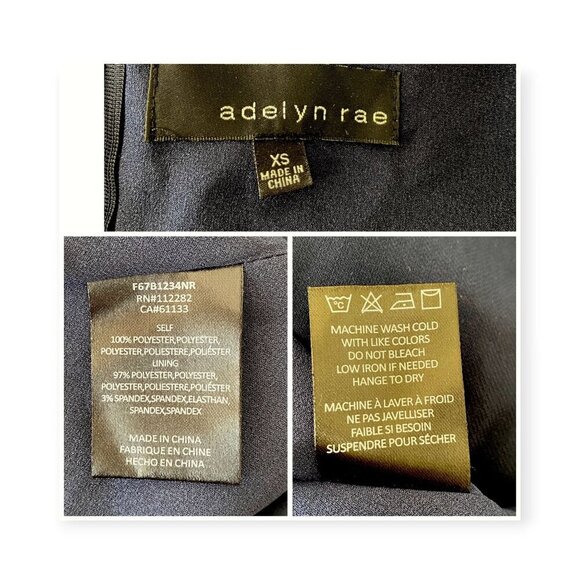 adelyn rae
XS
MADE IN
CHINA
F67B1234NR
RN#112282
CA#61133
SELF
100% POLYESTER,POLYESTER,
POLYESTER,POLIESTERE,POLIÉSTER
LINING
97% POLYESTER,POLYESTER,
POLYESTER,POLIESTERE,POLIÉSTER
3% SPANDEX,SPANDEX,ELASTHAN,
SPANDEX,SPANDEX
MADE IN CHINA
FABRIQUE EN CHINE
HECHO EN CHINA
°C
MACHINE WASH COLD
WITH LIKE COLORS
DO NOT BLEACH
LOW IRON IF NEEDED
HANGE TO DRY
MACHINE À LAVER À FROID
NE PAS JAVELLISER
FAIBLE SI BESOIN
SUSPENDRE POUR SÉCHER